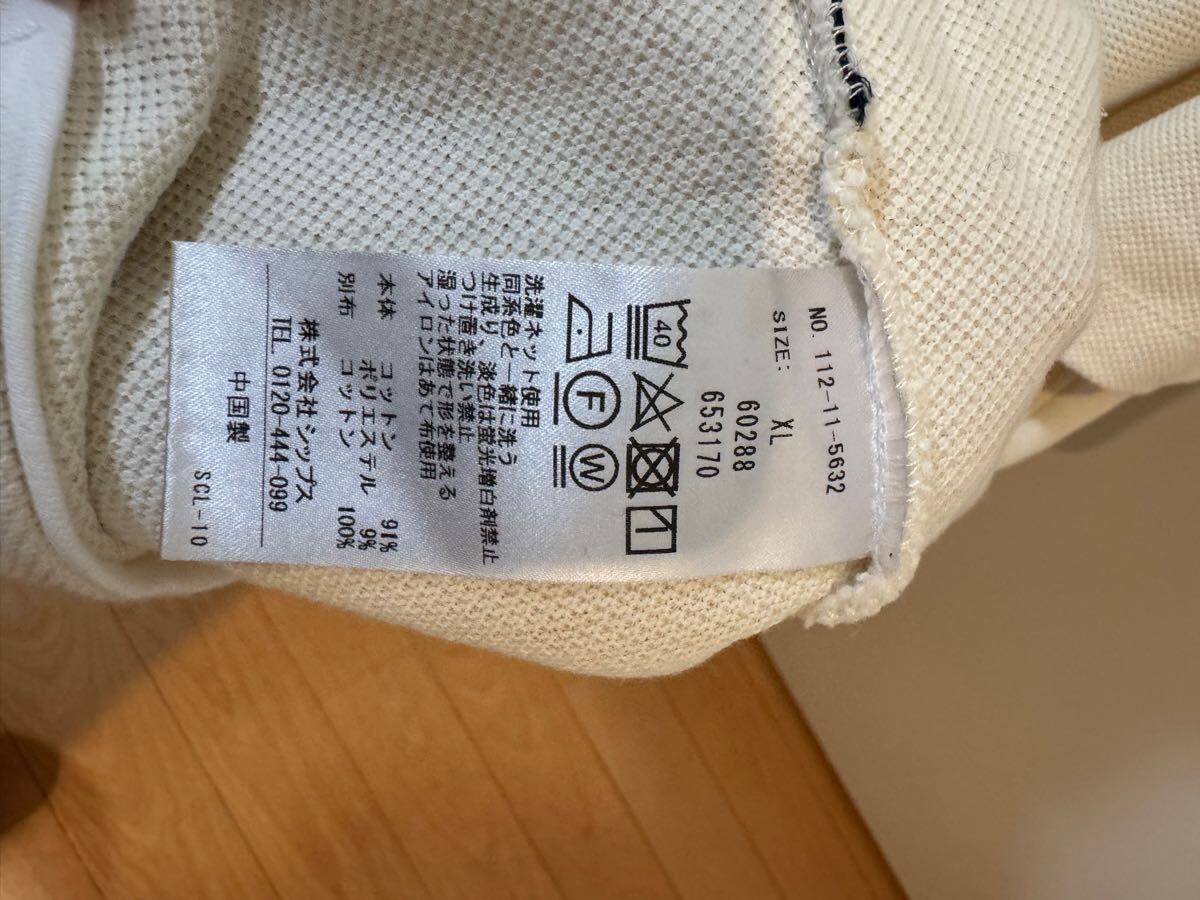 NO. 112-11-5632
SIZE: XL
60288
653170
40
F W
洗濯ネット使用
同系色と一緒に洗う
生成り、淡色は蛍光増白剤禁止
つけ置き洗い禁止
湿った状態で形を整える
アイロンはあて布使用
本体 コットン 91%
ポリエステル 9%
別布 コットン 100%
株式会社シップス
TEL. 0120-444-099
中国製
SCL-10